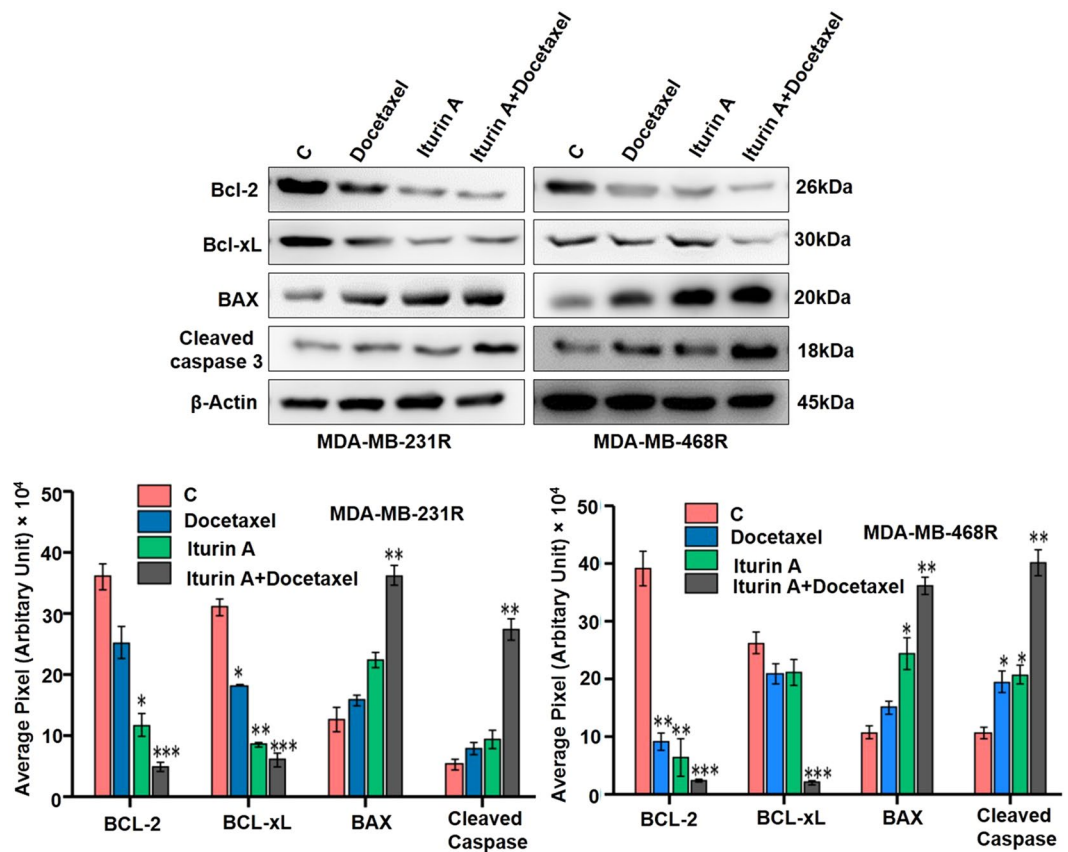 C Docetaxel Iturin A Iturin A+Docetaxel C Docetaxel Iturin A Iturin A+Docetaxel
Bcl-2 26kDa
Bcl-xL 30kDa
BAX 20kDa
Cleaved
caspase 3 18kDa
β-Actin 45kDa
MDA-MB-231R MDA-MB-468R
Average Pixel (Arbitary Unit) × 10⁴
50
40
30
20
10
0
C
Docetaxel
Iturin A
Iturin A+Docetaxel
MDA-MB-231R
* ***
* ** ***
**
**
BCL-2 BCL-xL BAX Cleaved
Caspase
Average Pixel (Arbitary Unit) × 10⁴
50
40
30
20
10
0
C
Docetaxel
Iturin A
Iturin A+Docetaxel
MDA-MB-468R
** ** ***
***
* **
* * **
BCL-2 BCL-xL BAX Cleaved
Caspase